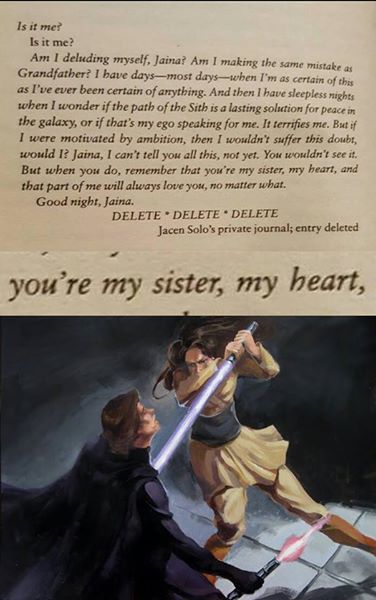 Is it me?
Is it me?
Am I deluding myself, Jaina? Am I making the same mistake as
Grandfather? I have days—most days—when I'm as certain of this
as I've ever been certain of anything. And then I have sleepless nights
when I wonder if the path of the Sith is a lasting solution for peace in
the galaxy, or if that's my ego speaking for me. It terrifies me. But if
I were motivated by ambition, then I wouldn't suffer this doubt,
would I? Jaina, I can't tell you all this, not yet. You wouldn't see it.
But when you do, remember that you're my sister, my heart, and
that part of me will always love you, no matter what.
Good night, Jaina.
DELETE * DELETE * DELETE
Jacen Solo's private journal; entry deleted
you're my sister, my heart,